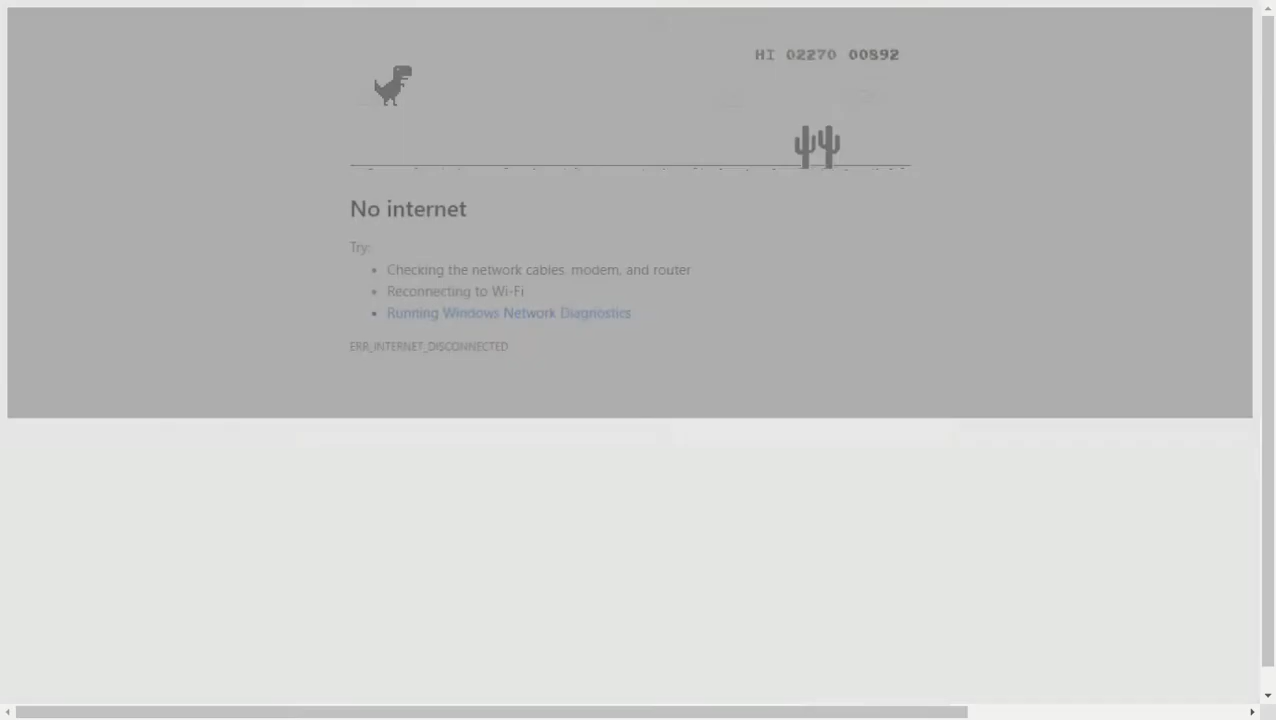 HI 02270 00892
No internet
Try:
• Checking the network cables, modem, and router
• Reconnecting to Wi-Fi
• Running Windows Network Diagnostics
ERR_INTERNET_DISCONNECTED